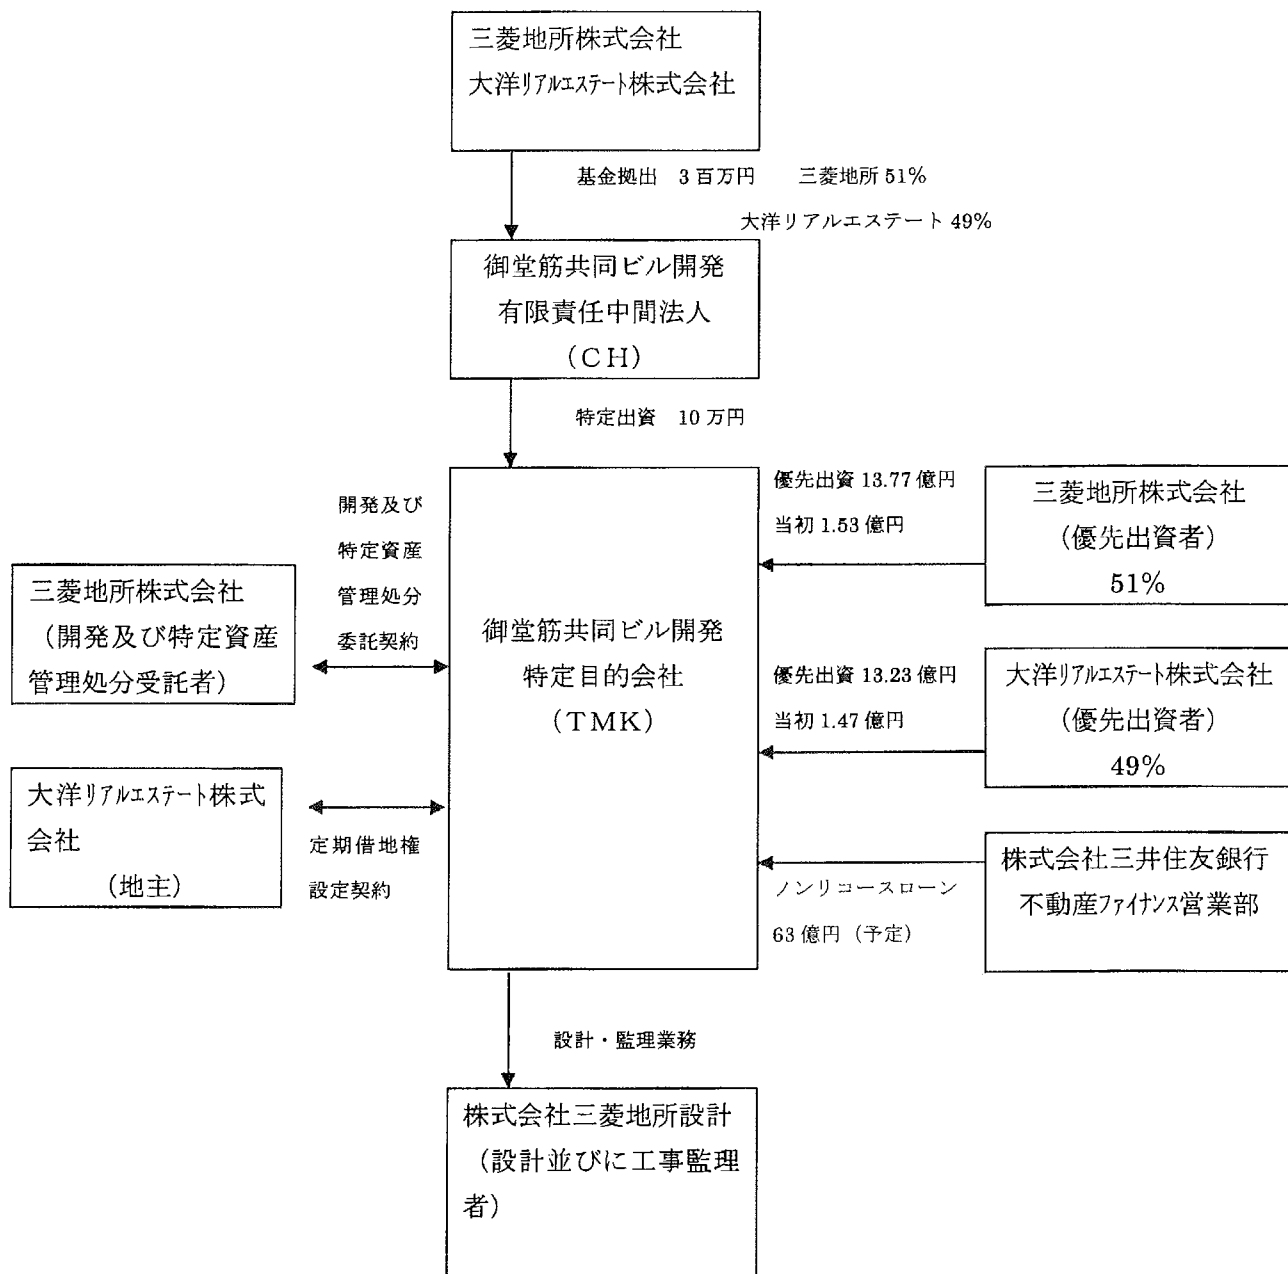 三菱地所株式会社
大洋リアルエステート株式会社
基金拠出　3百万円　　三菱地所 51%
大洋リアルエステート 49%
御堂筋共同ビル開発
有限責任中間法人
（CH）
特定出資　10万円
開発及び
特定資産
管理処分
委託契約
三菱地所株式会社
（開発及び特定資産
管理処分受託者）
大洋リアルエステート株式
会社
（地主）
定期借地権
設定契約
御堂筋共同ビル開発
特定目的会社
（TMK）
優先出資 13.77 億円
当初 1.53 億円
三菱地所株式会社
（優先出資者）
51%
優先出資 13.23 億円
当初 1.47 億円
大洋リアルエステート株式会社
（優先出資者）
49%
ノンリコースローン
63 億円（予定）
株式会社三井住友銀行
不動産ファイナンス営業部
設計・監理業務
株式会社三菱地所設計
（設計並びに工事監理
者）